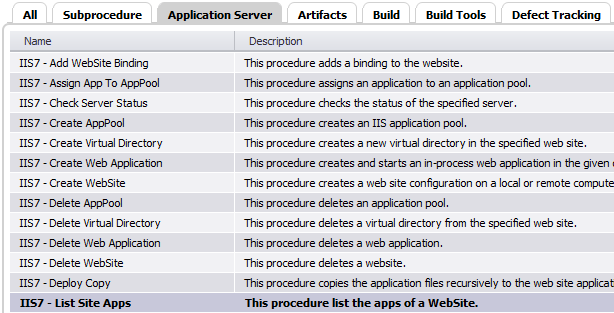 All Subprocedure Application Server Artifacts Build Build Tools Defect Tracking
Name Description
IIS7 - Add WebSite Binding This procedure adds a binding to the website.
IIS7 - Assign App To AppPool This procedure assigns an application to an application pool.
IIS7 - Check Server Status This procedure checks the status of the specified server.
IIS7 - Create AppPool This procedure creates an IIS application pool.
IIS7 - Create Virtual Directory This procedure creates a new virtual directory in the specified web site.
IIS7 - Create Web Application This procedure creates and starts an in-process web application in the given
IIS7 - Create WebSite This procedure creates a web site configuration on a local or remote compute
IIS7 - Delete AppPool This procedure deletes an application pool.
IIS7 - Delete Virtual Directory This procedure deletes a virtual directory from the specified web site.
IIS7 - Delete Web Application This procedure deletes a web application.
IIS7 - Delete WebSite This procedure deletes a website.
IIS7 - Deploy Copy This procedure copies the application files recursively to the web site applicati
IIS7 - List Site Apps This procedure list the apps of a WebSite.